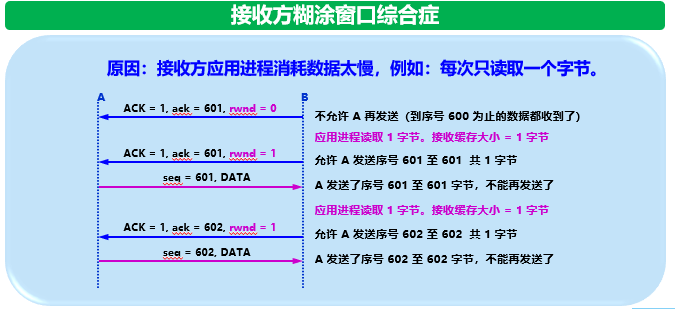 接收方糊涂窗口综合症
原因：接收方应用进程消耗数据太慢，例如：每次只读取一个字节。
A
B
ACK = 1, ack = 601, rwnd = 0
不允许 A 再发送（到序号 600 为止的数据都收到了）
应用进程读取 1 字节。接收缓存大小 = 1 字节
ACK = 1, ack = 601, rwnd = 1
允许 A 发送序号 601 至 601 共 1 字节
seq = 601, DATA
A 发送了序号 601 至 601 字节，不能再发送了
应用进程读取 1 字节。接收缓存大小 = 1 字节
ACK = 1, ack = 602, rwnd = 1
允许 A 发送序号 602 至 602 共 1 字节
seq = 602, DATA
A 发送了序号 602 至 602 字节，不能再发送了